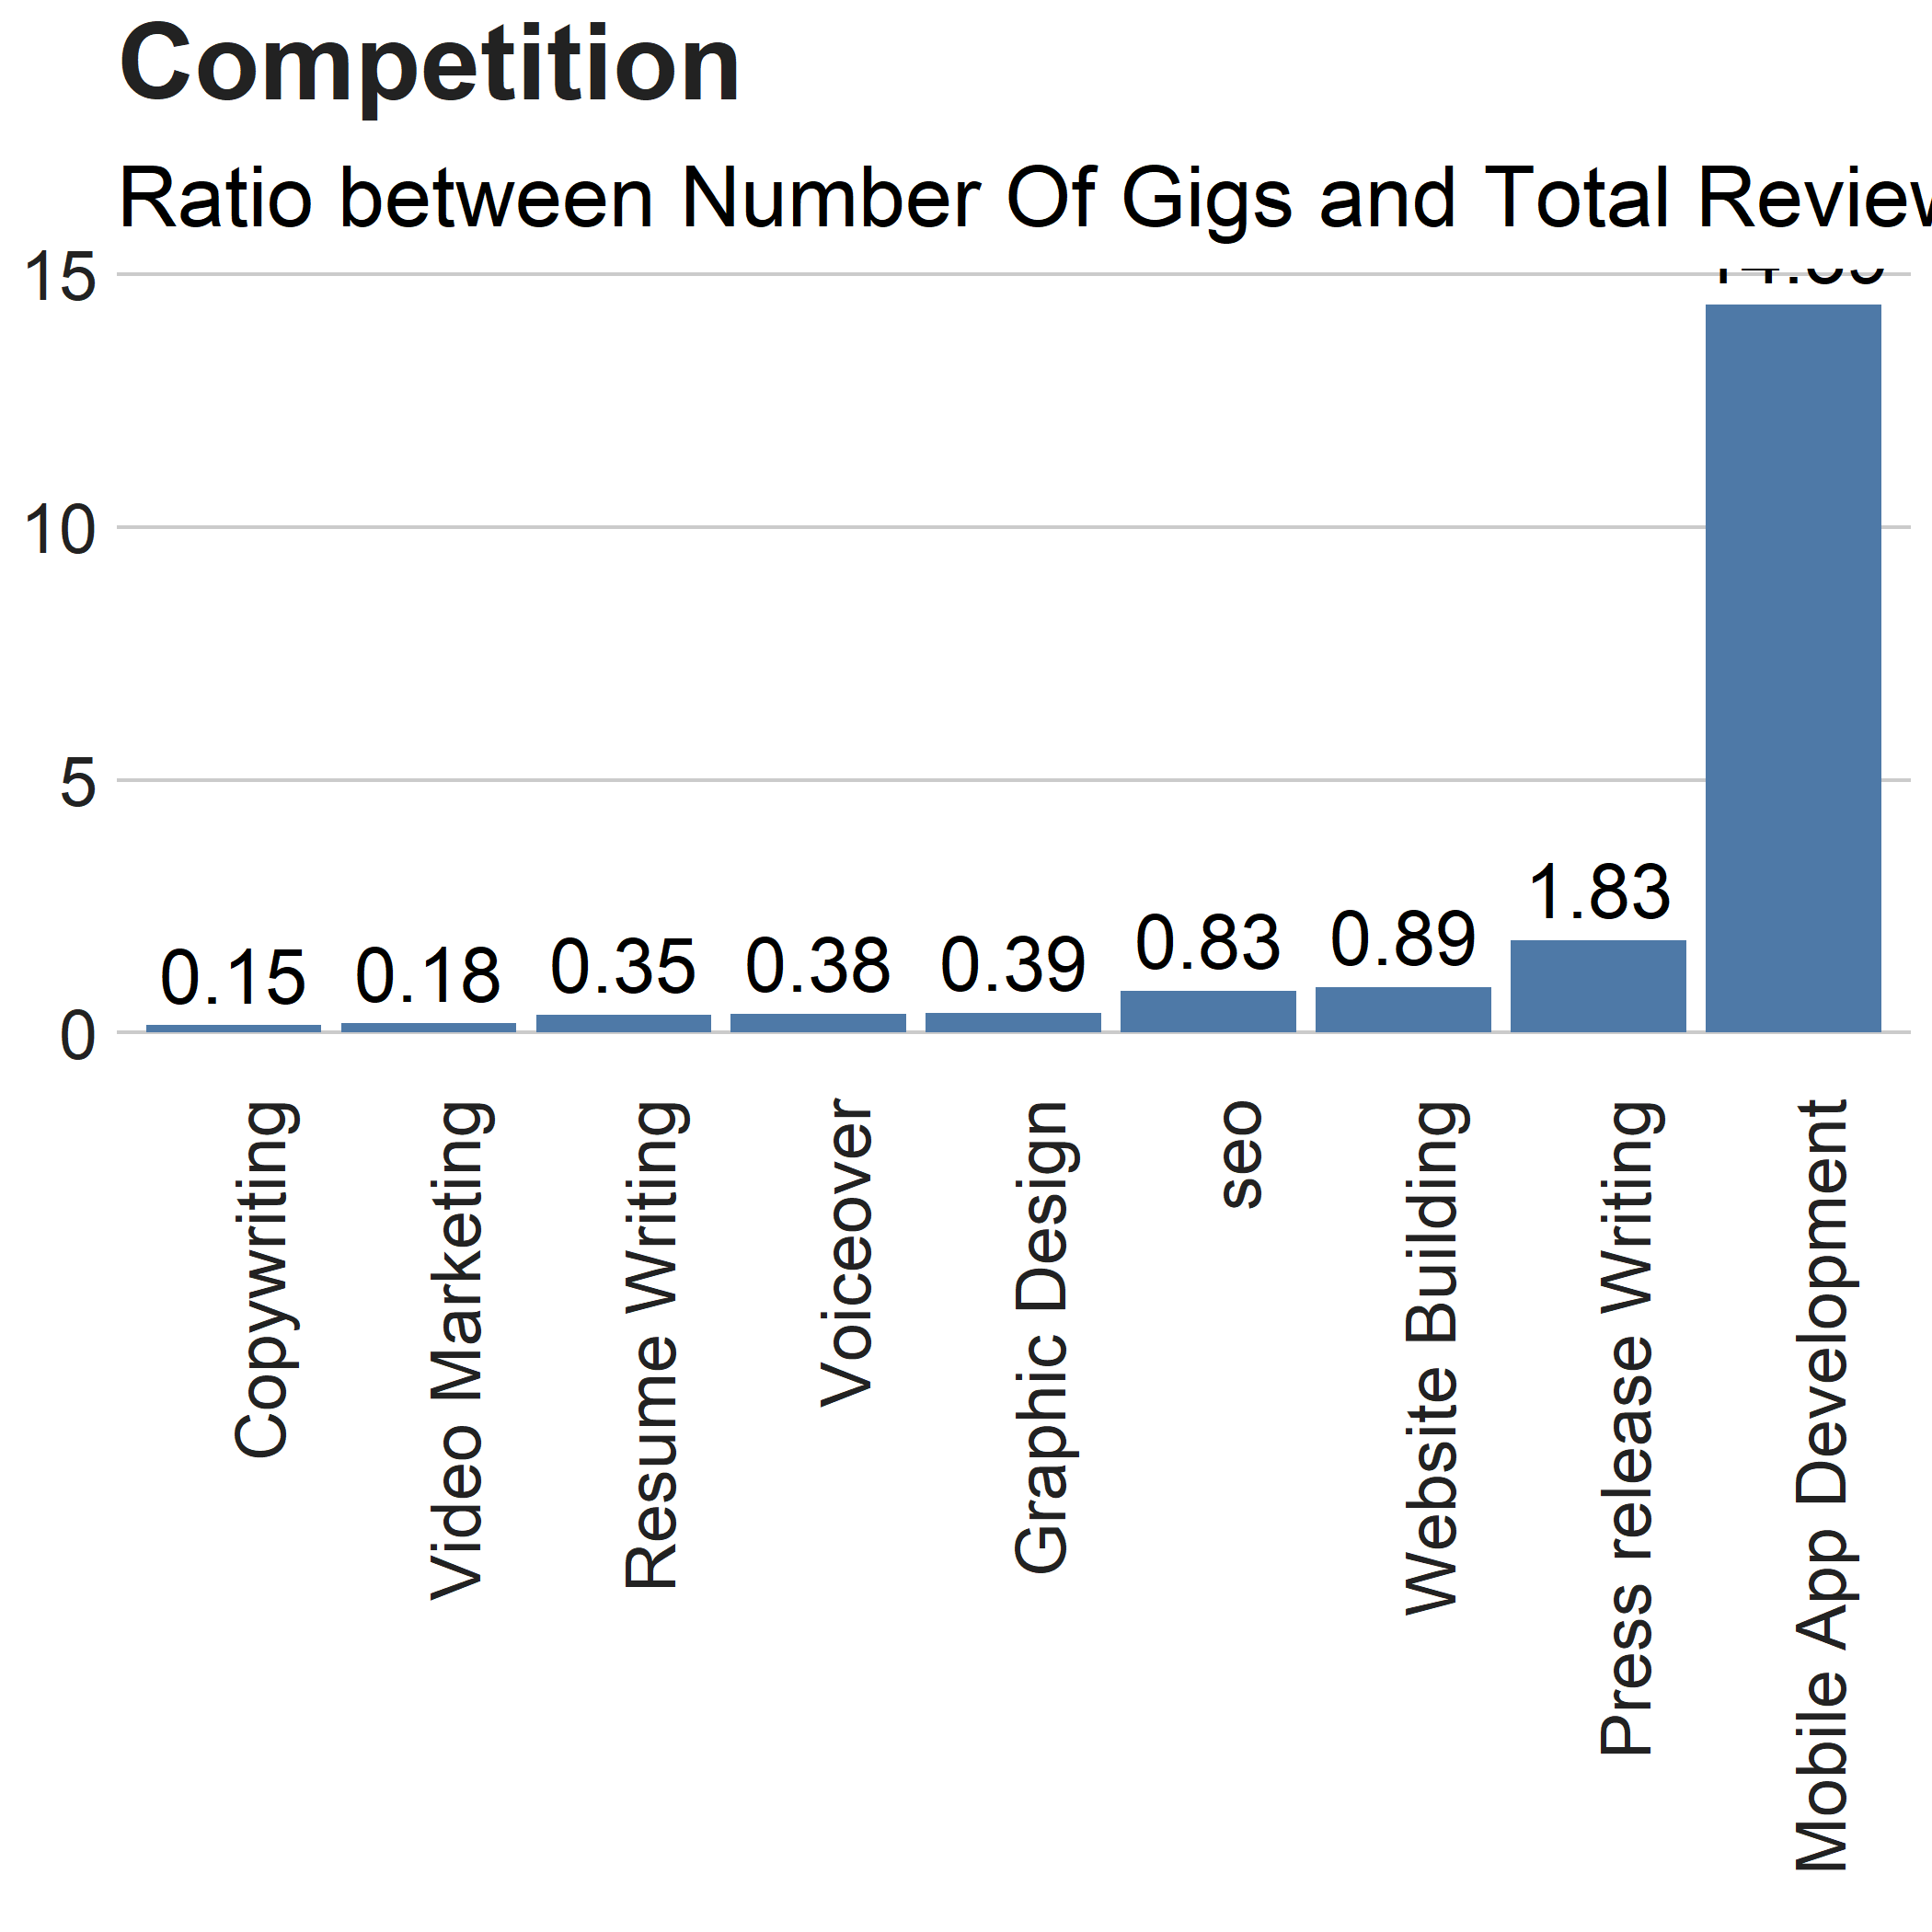 Competition
Ratio between Number Of Gigs and Total Review
15
10
5
0
0.15
0.18
0.35
0.38
0.39
0.83
0.89
1.83
Copywriting
Video Marketing
Resume Writing
Voiceover
Graphic Design
seo
Website Building
Press release Writing
Mobile App Development